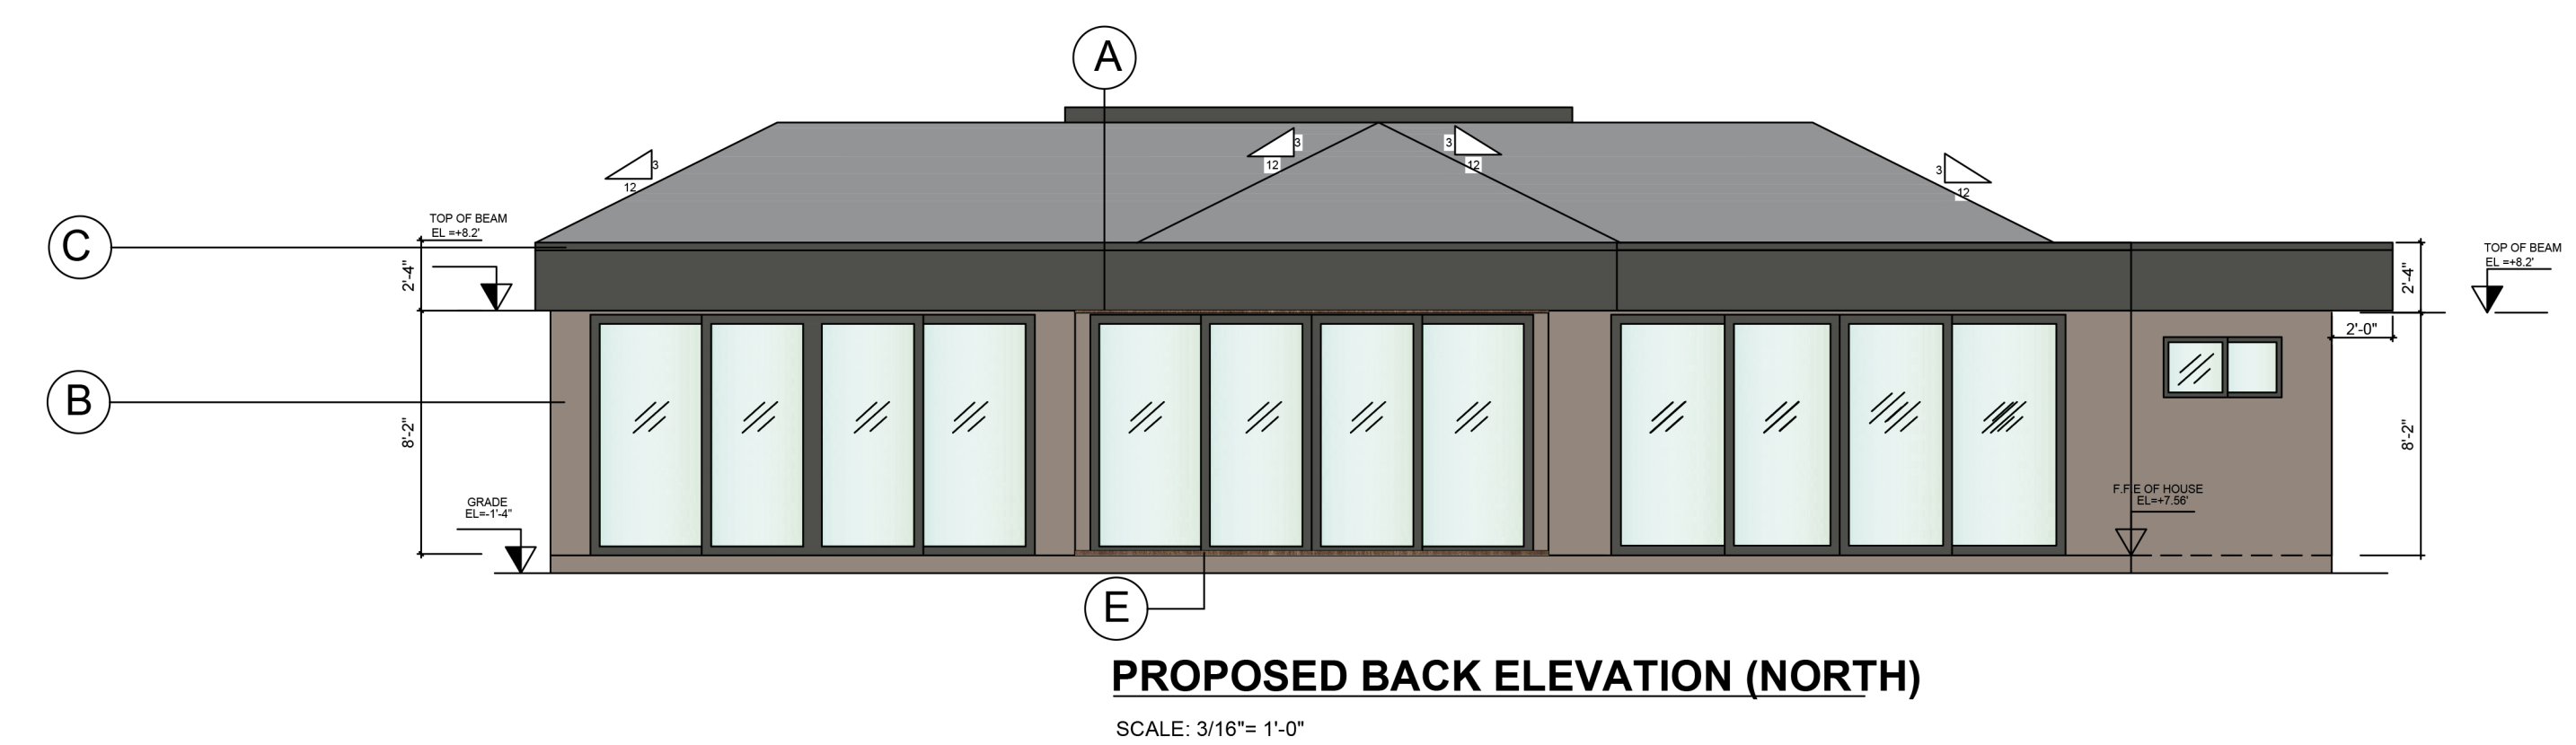 A
3
12
3
12
3
12
3
12
TOP OF BEAM
EL =+8.2'
C
2'-4"
2'-4"
TOP OF BEAM
EL =+8.2'
2'-0"
B
8'-2"
8'-2"
GRADE
EL=-1'-4"
F.F.E OF HOUSE
EL=+7.56'
E
PROPOSED BACK ELEVATION (NORTH)
SCALE: 3/16"= 1'-0"